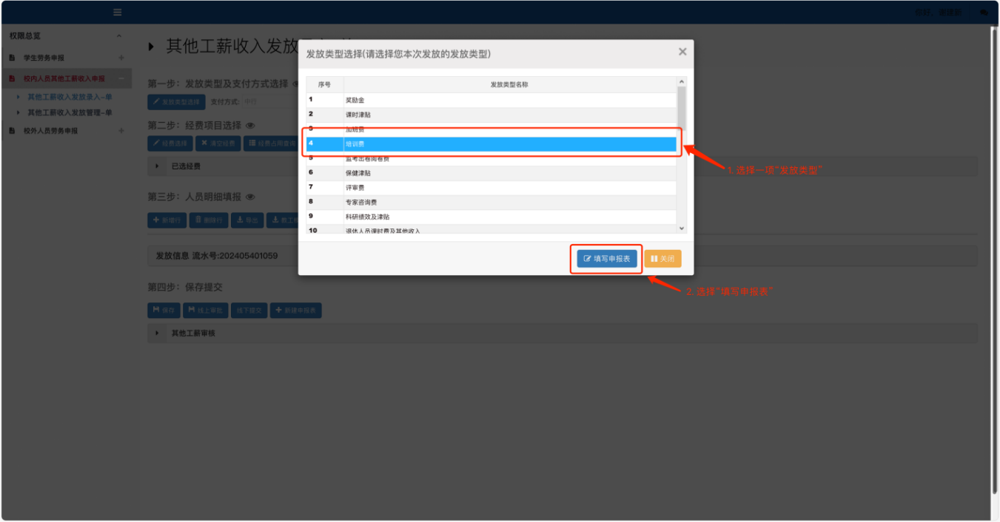 您好,
权限总览
学生劳务申报
校内人员其他工薪收入申报
其他工薪收入发放录入-单
其他工薪收入发放管理-单
校外人员劳务申报
其他工薪收入发放
第一步: 发放类型及支付方式选择
发放类型选择 支付方式: 中行
第二步: 经费项目选择
经费选择 清空经费 经费占用查询
已选经费
第三步: 人员明细填报
新增行 删除行 导出 教工
发放信息 流水号:202405401059
第四步: 保存提交
保存 线上审批 线下提交 新建申报表
其他工薪审核
发放类型选择(请选择您本次发放的发放类型)
序号 发放类型名称
1 奖励金
2 课时津贴
3 加班费
4 培训费
5 监考出卷阅卷费
6 保健津贴
7 评审费
8 专家咨询费
9 科研绩效及津贴
10 退休人员课时费及其他收入
填写申报表 关闭
1. 选择一项“发放类型”
2. 选择“填写申报表”